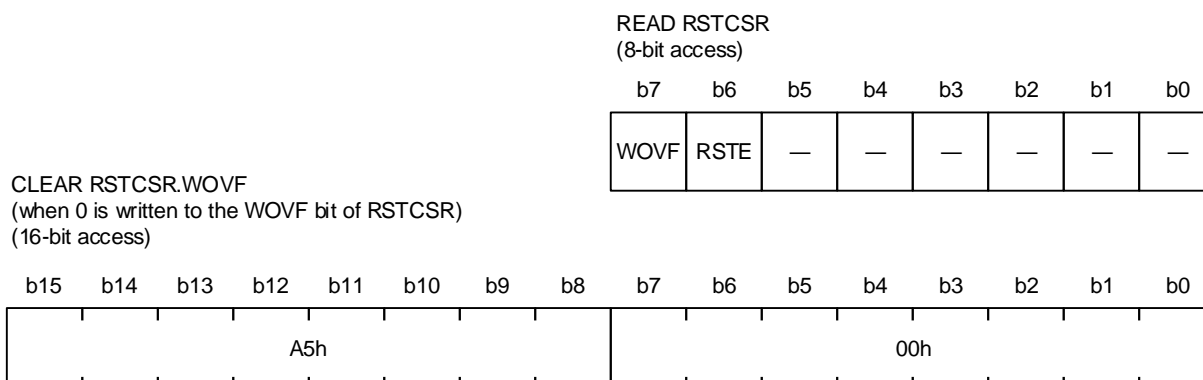 READ RSTCSR
(8-bit access)
b7 b6 b5 b4 b3 b2 b1 b0
WOVF RSTE — — — — — —
CLEAR RSTCSR.WOVF
(when 0 is written to the WOVF bit of RSTCSR)
(16-bit access)
b15 b14 b13 b12 b11 b10 b9 b8 b7 b6 b5 b4 b3 b2 b1 b0
A5h 00h